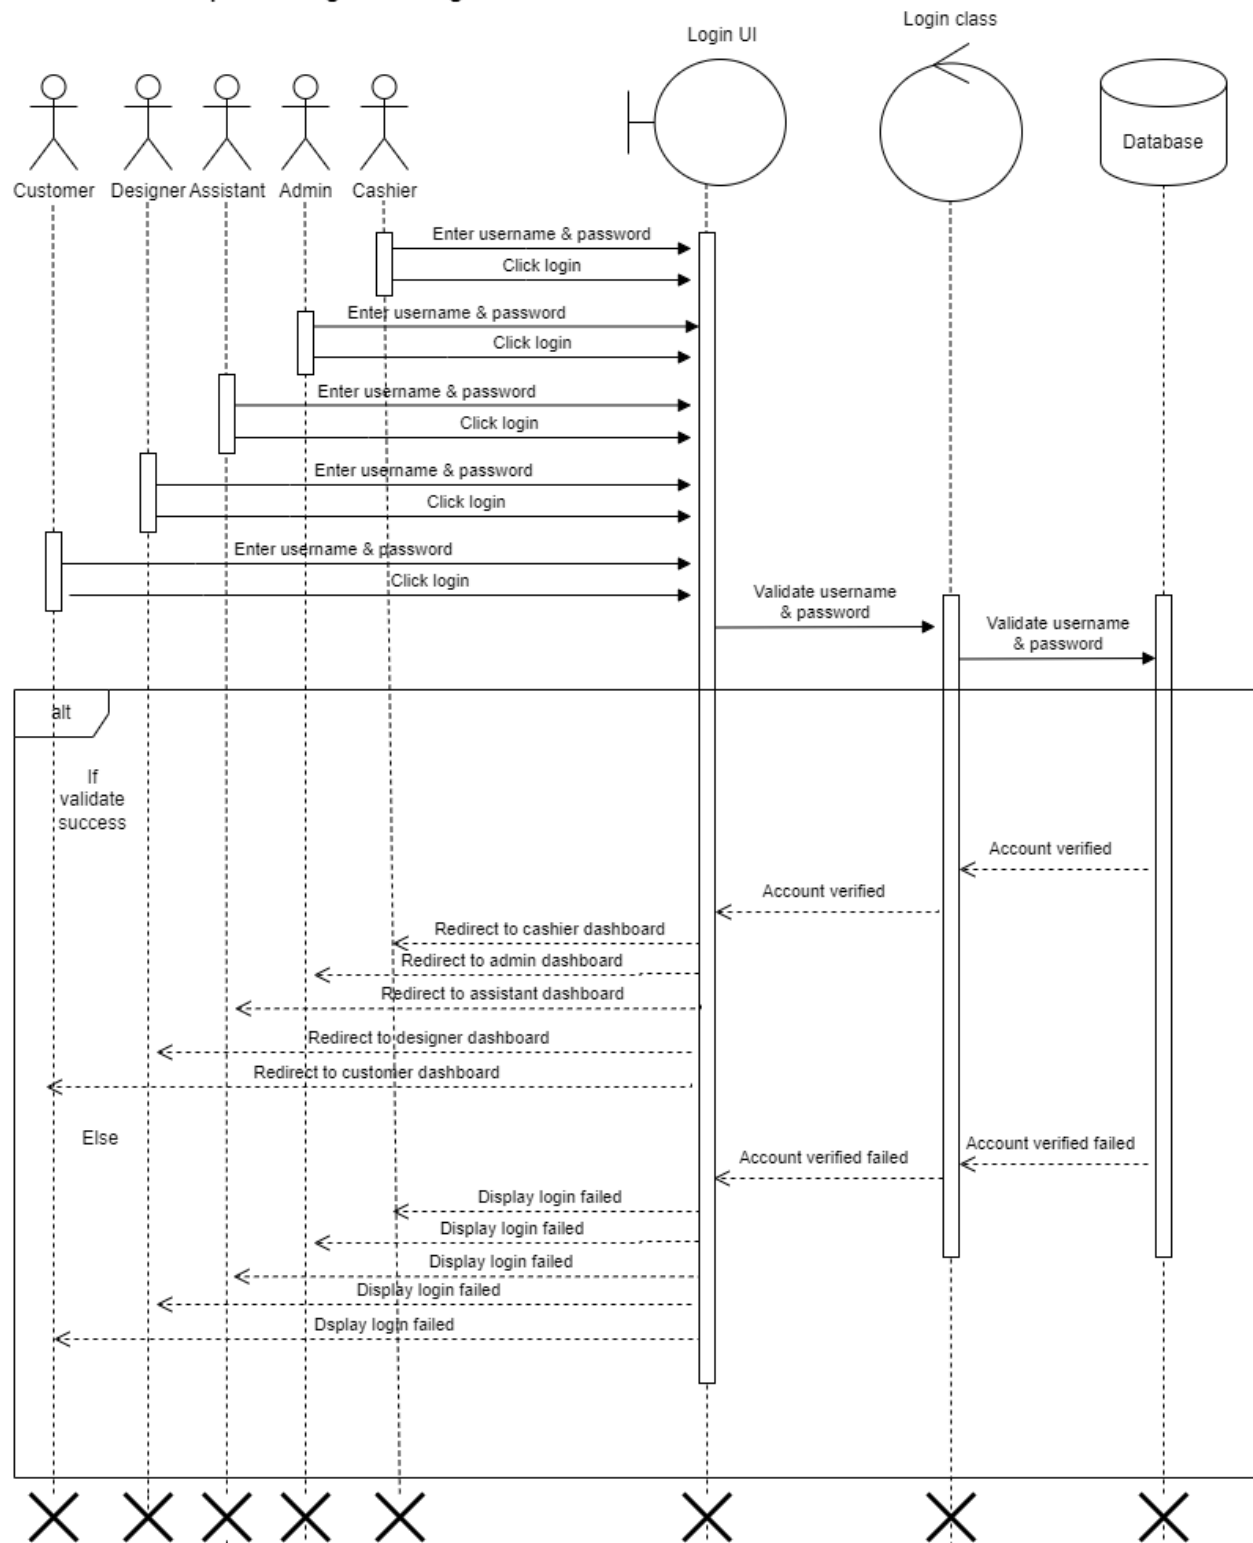 Login class
Login UI
Database
Customer
Designer
Assistant
Admin
Cashier
Enter username & password
Click login
Enter username & password
Click login
Enter username & password
Click login
Enter username & password
Click login
Enter username & password
Click login
Validate username
& password
Validate username
& password
alt
If
validate
success
Account verified
Account verified
Redirect to cashier dashboard
Redirect to admin dashboard
Redirect to assistant dashboard
Redirect to designer dashboard
Redirect to customer dashboard
Else
Account verified failed
Account verified failed
Display login failed
Display login failed
Display login failed
Display login failed
Dsplay login failed